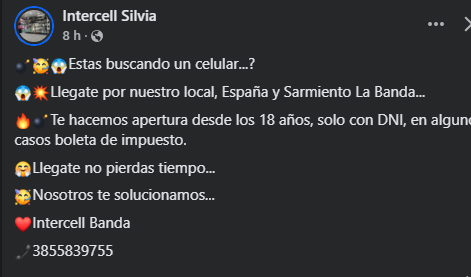 Intercell Silvia
8 h ·
💣🥳😱Estas buscando un celular...?
😱💥Llegate por nuestro local, España y Sarmiento La Banda...
🔥💣Te hacemos apertura desde los 18 años, solo con DNI, en
casos boleta de impuesto.
🤗Llegate no pierdas tiempo...
🥳Nosotros te solucionamos...
❤️Intercell Banda
📞3855839755